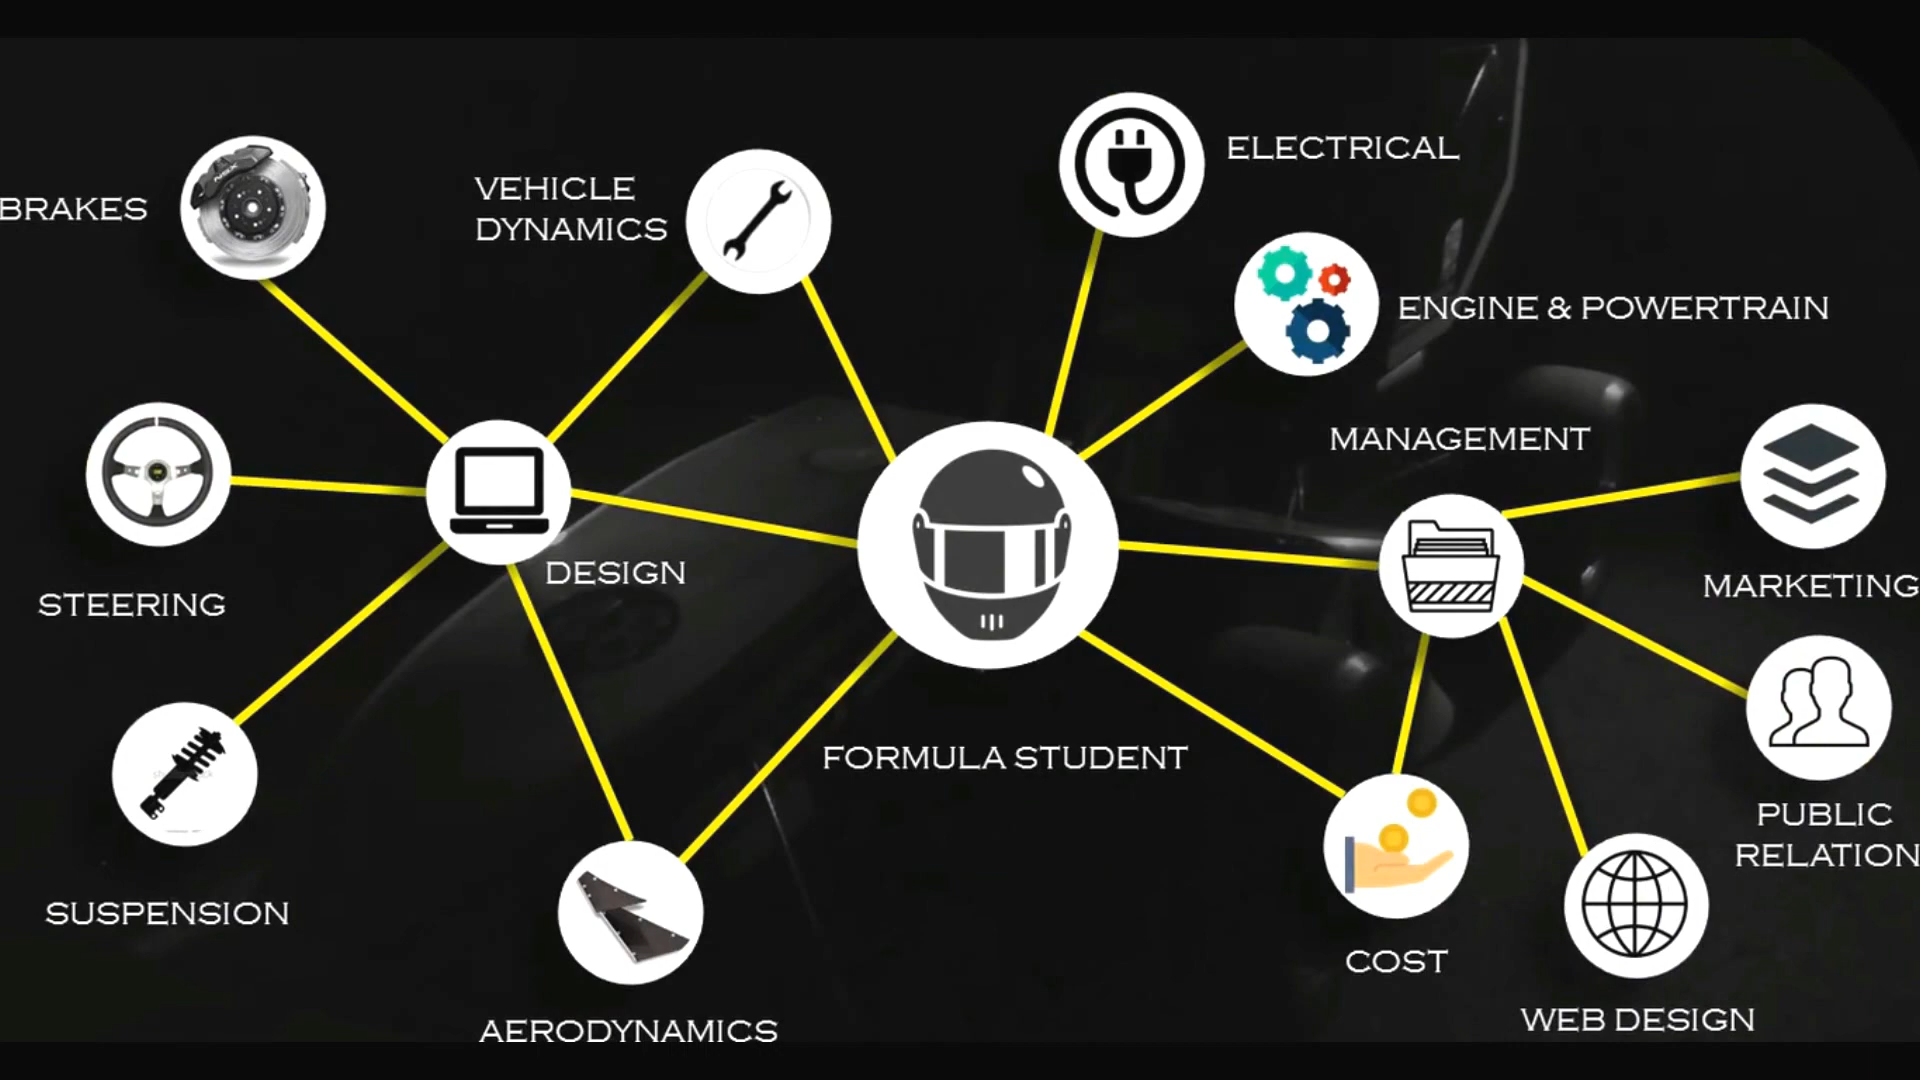 ELECTRICAL
VEHICLE
DYNAMICS
BRAKES
ENGINE & POWERTRAIN
MANAGEMENT
DESIGN
MARKETING
STEERING
FORMULA STUDENT
PUBLIC
RELATION
SUSPENSION
COST
WEB DESIGN
AERODYNAMICS